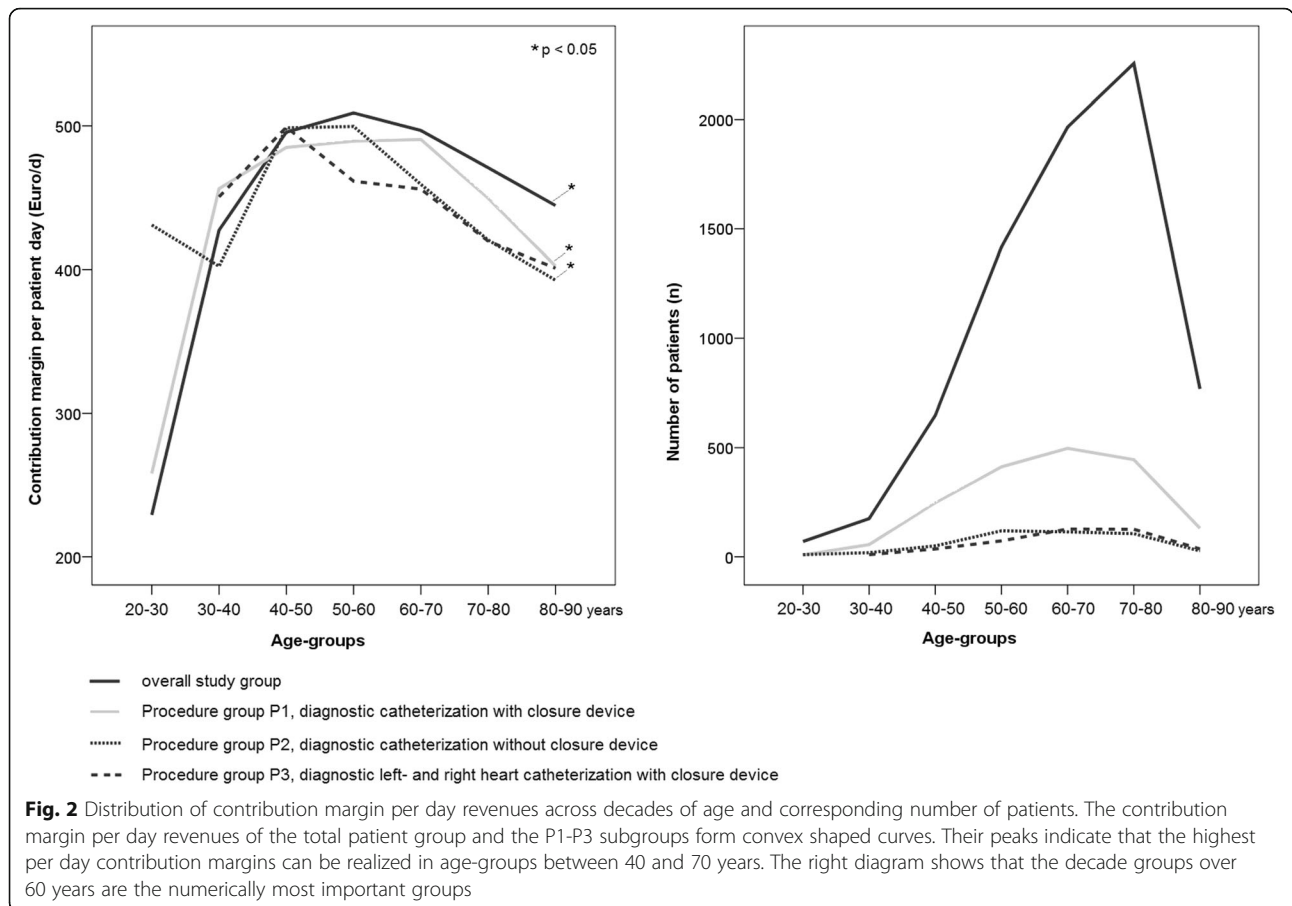 * p < 0.05
Contribution margin per patient day (Euro/d)
500
400
300
200
*
*
*
20-30 30-40 40-50 50-60 60-70 70-80 80-90 years
Age-groups
Number of patients (n)
2000
1500
1000
500
0
20-30 30-40 40-50 50-60 60-70 70-80 80-90 years
Age-groups
overall study group
Procedure group P1, diagnostic catheterization with closure device
Procedure group P2, diagnostic catheterization without closure device
Procedure group P3, diagnostic left- and right heart catheterization with closure device
Fig. 2 Distribution of contribution margin per day revenues across decades of age and corresponding number of patients. The contribution
margin per day revenues of the total patient group and the P1-P3 subgroups form convex shaped curves. Their peaks indicate that the highest
per day contribution margins can be realized in age-groups between 40 and 70 years. The right diagram shows that the decade groups over
60 years are the numerically most important groups